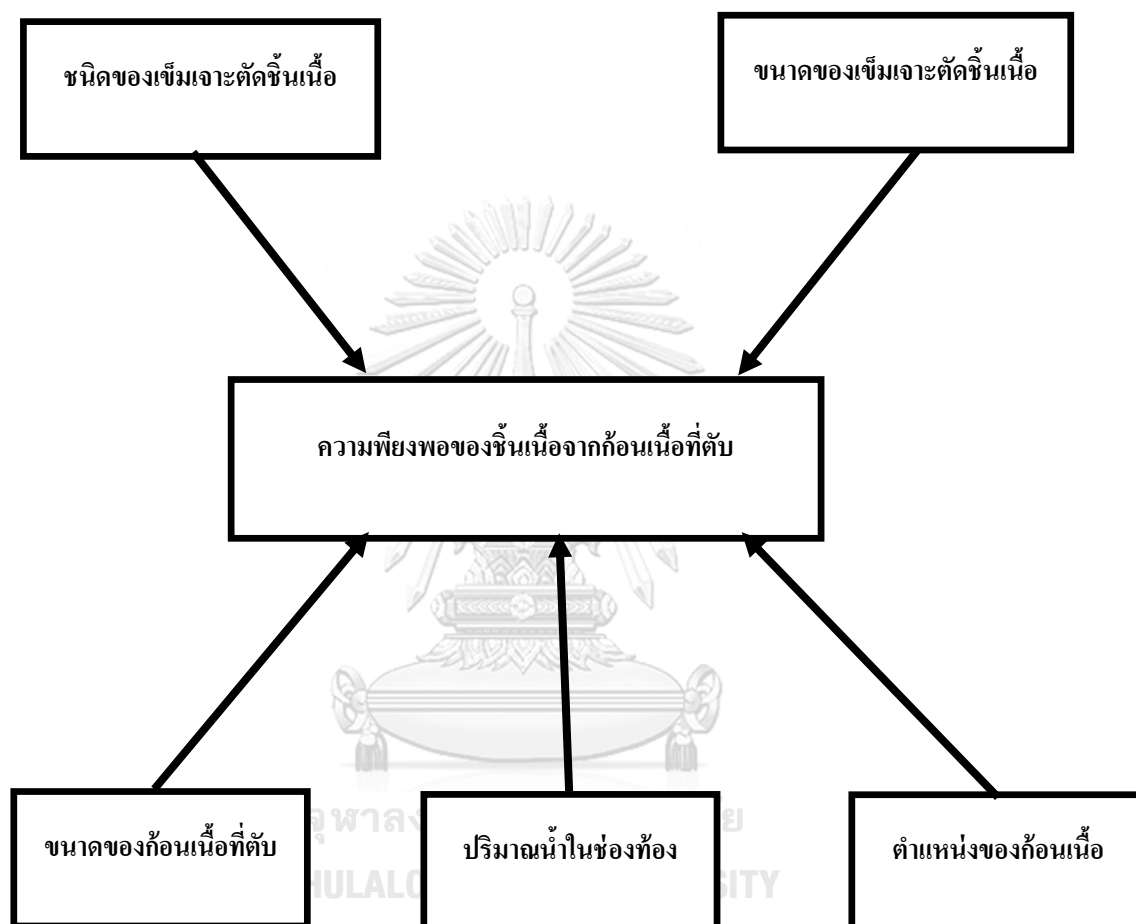 ชนิดของเข็มเจาะตัดชิ้นเนื้อ
ขนาดของเข็มเจาะตัดชิ้นเนื้อ
ความพียงพอของชิ้นเนื้อจากก้อนเนื้อที่ตับ
ขนาดของก้อนเนื้อที่ตับ
ปริมาณน้ำในช่องท้อง
ตำแหน่งของก้อนเนื้อ